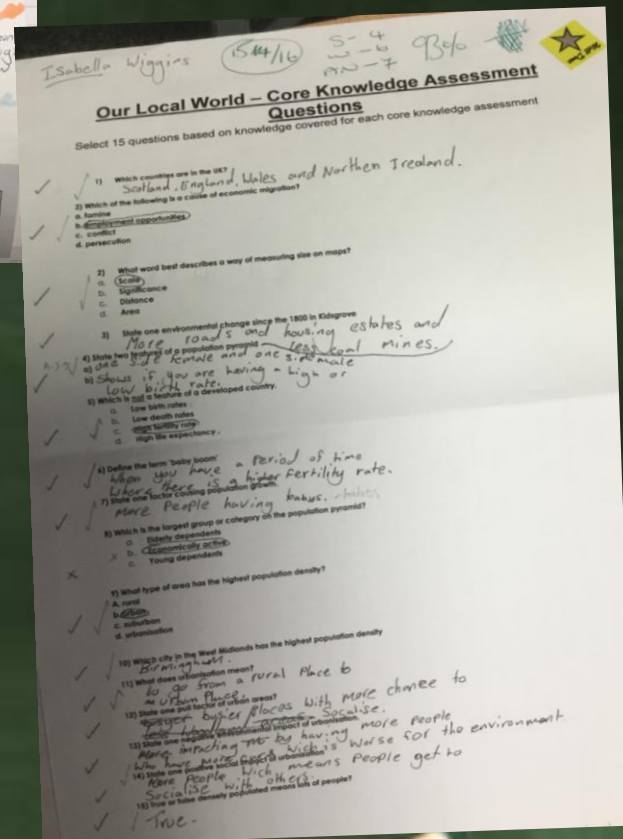 Isabella Wiggins
15/16
S - 4
W - 6
AN - 7
93%
Our Local World – Core Knowledge Assessment
Questions
Select 15 questions based on knowledge covered for each core knowledge assessment
1) Which countries are in the UK?
Scotland, England, Wales and Northen Irealand.
2) Which of the following is a cause of economic migration?
a. famine
b. employment opportunities
c. conflict
d. persecution
2) What word best describes a way of measuring size on maps?
a. Scale
b. Significance
c. Distance
d. Area
3) State one environmental change since the 1800 in Kidsgrove
More roads and housing estates and
less coal mines.
4) State two features of a population pyramid
a) one side female and one side male
b) Shows if you are having a high or
low birth rate.
5) Which is not a feature of a developed country.
a. Low birth rates
b. Low death rates
c. High fertility rate
d. High life expectancy
6) Define the term 'baby boom'
When you have a Period of time
where there is a higher fertility rate.
7) State one factor causing population growth.
More People having babys.
8) Which is the largest group or category on the population pyramid?
a. Elderly dependents
b. Economically active
c. Young dependents
9) What type of area has the highest population density?
A. rural
b. urban
c. suburban
d. urbanisation
10) Which city in the West Midlands has the highest population density
Birmingham.
11) What does urbanisation mean?
to go from a rural Place to
an urban Place.
12) State one pull factor of urban areas?
busyier places with more chance to
Socalise.
13) State one negative environmental impact of urbanisation.
More impacting by having more people
who have more cars wich is worse for the environment.
14) State one positive social impact of urbanisation
More People wich means People get to
Socialise with others.
15) True or false densely populated means lots of people?
True.